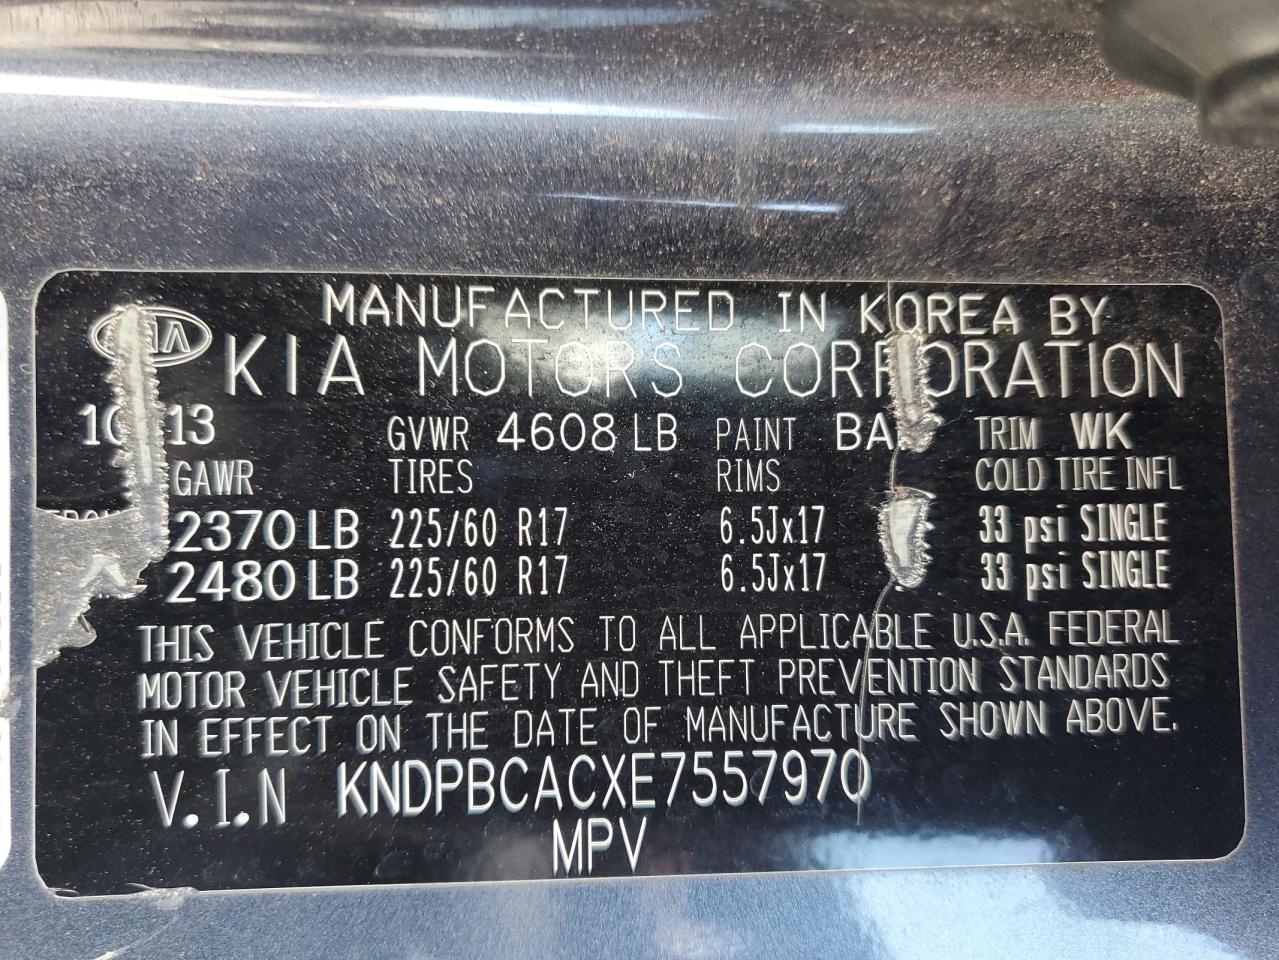 MANUFACTURED IN KOREA BY
KIA MOTORS CORPORATION
GVWR 4608 LB PAINT TRIM WK
GAWR TIRES RIMS COLD TIRE INFL
2370 LB 225/60 R17 6.5Jx17 33 psi SINGLE
2480 LB 225/60 R17 6.5Jx17 33 psi SINGLE
THIS VEHICLE CONFORMS TO ALL APPLICABLE U.S.A. FEDERAL
MOTOR VEHICLE SAFETY AND THEFT PREVENTION STANDARDS
IN EFFECT ON THE DATE OF MANUFACTURE SHOWN ABOVE.
V.I.N KNDPBCACXE7557970
MPV